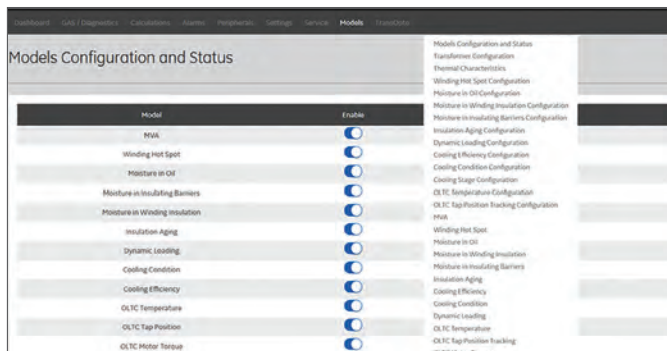 Dashboard GAS / Diagnostics Calculations Alarms Peripherals Settings Service Models TransData
Models Configuration and Status
Model Enable
MVA
Winding Hot Spot
Moisture in Oil
Moisture in Insulating Barriers
Moisture in Winding Insulation
Insulation Aging
Dynamic Loading
Cooling Condition
Cooling Efficiency
OLTC Temperature
OLTC Tap Position
OLTC Motor Torque
Models Configuration and Status
Transformer Configuration
Thermal Characteristics
Winding Hot Spot Configuration
Moisture in Oil Configuration
Moisture in Winding Insulation Configuration
Moisture in Insulating Barriers Configuration
Insulation Aging Configuration
Dynamic Loading Configuration
Cooling Efficiency Configuration
Cooling Condition Configuration
Cooling Stage Configuration
OLTC Temperature Configuration
OLTC Tap Position Tracking Configuration
MVA
Winding Hot Spot
Moisture in Oil
Moisture in Winding Insulation
Moisture in Insulating Barriers
Insulation Aging
Cooling Efficiency
Cooling Condition
Dynamic Loading
OLTC Temperature
OLTC Tap Position Tracking